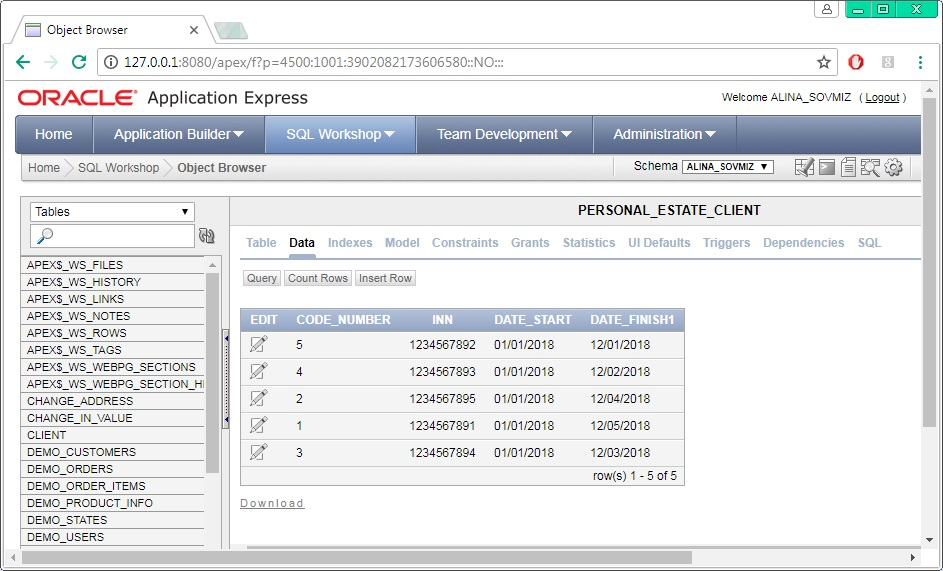 Object Browser
127.0.0.1:8080/apex/f?p=4500:1001:3902082173606580::NO:::
ORACLE Application Express
Welcome ALINA_SOVMIZ ( Logout )
Home Application Builder SQL Workshop Team Development Administration
Home SQL Workshop Object Browser Schema ALINA_SOVMIZ
Tables
PERSONAL_ESTATE_CLIENT
Table Data Indexes Model Constraints Grants Statistics UI Defaults Triggers Dependencies SQL
Query Count Rows Insert Row
APEX$_WS_FILES
APEX$_WS_HISTORY
APEX$_WS_LINKS
APEX$_WS_NOTES
APEX$_WS_ROWS
APEX$_WS_TAGS
APEX$_WS_WEBPG_SECTIONS
APEX$_WS_WEBPG_SECTION_HI
CHANGE_ADDRESS
CHANGE_IN_VALUE
CLIENT
DEMO_CUSTOMERS
DEMO_ORDERS
DEMO_ORDER_ITEMS
DEMO_PRODUCT_INFO
DEMO_STATES
DEMO_USERS
EDIT CODE_NUMBER INN DATE_START DATE_FINISH1
5 1234567892 01/01/2018 12/01/2018
4 1234567893 01/01/2018 12/02/2018
2 1234567895 01/01/2018 12/04/2018
1 1234567891 01/01/2018 12/05/2018
3 1234567894 01/01/2018 12/03/2018
row(s) 1 - 5 of 5
Download